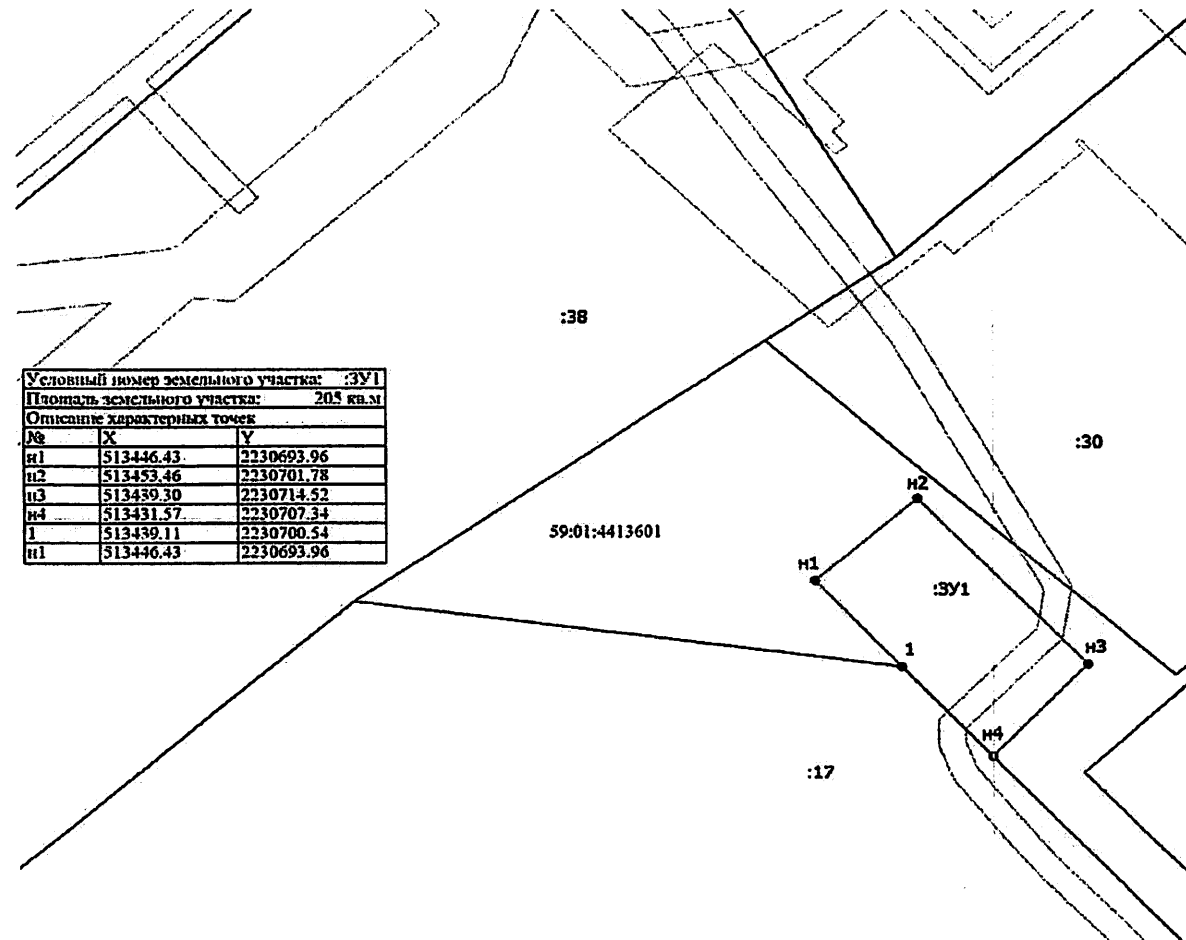 :38
Условный номер земельного участка: :ЗУ1
Площадь земельного участка: 205 кв.м
Описание характерных точек
№ X Y
н1 513446.43 2230693.96
н2 513453.46 2230701.78
н3 513439.30 2230714.52
н4 513431.57 2230707.34
1 513439.11 2230700.54
н1 513446.43 2230693.96
:30
н2
59:01:4413601
н1
:ЗУ1
1
н3
н4
:17